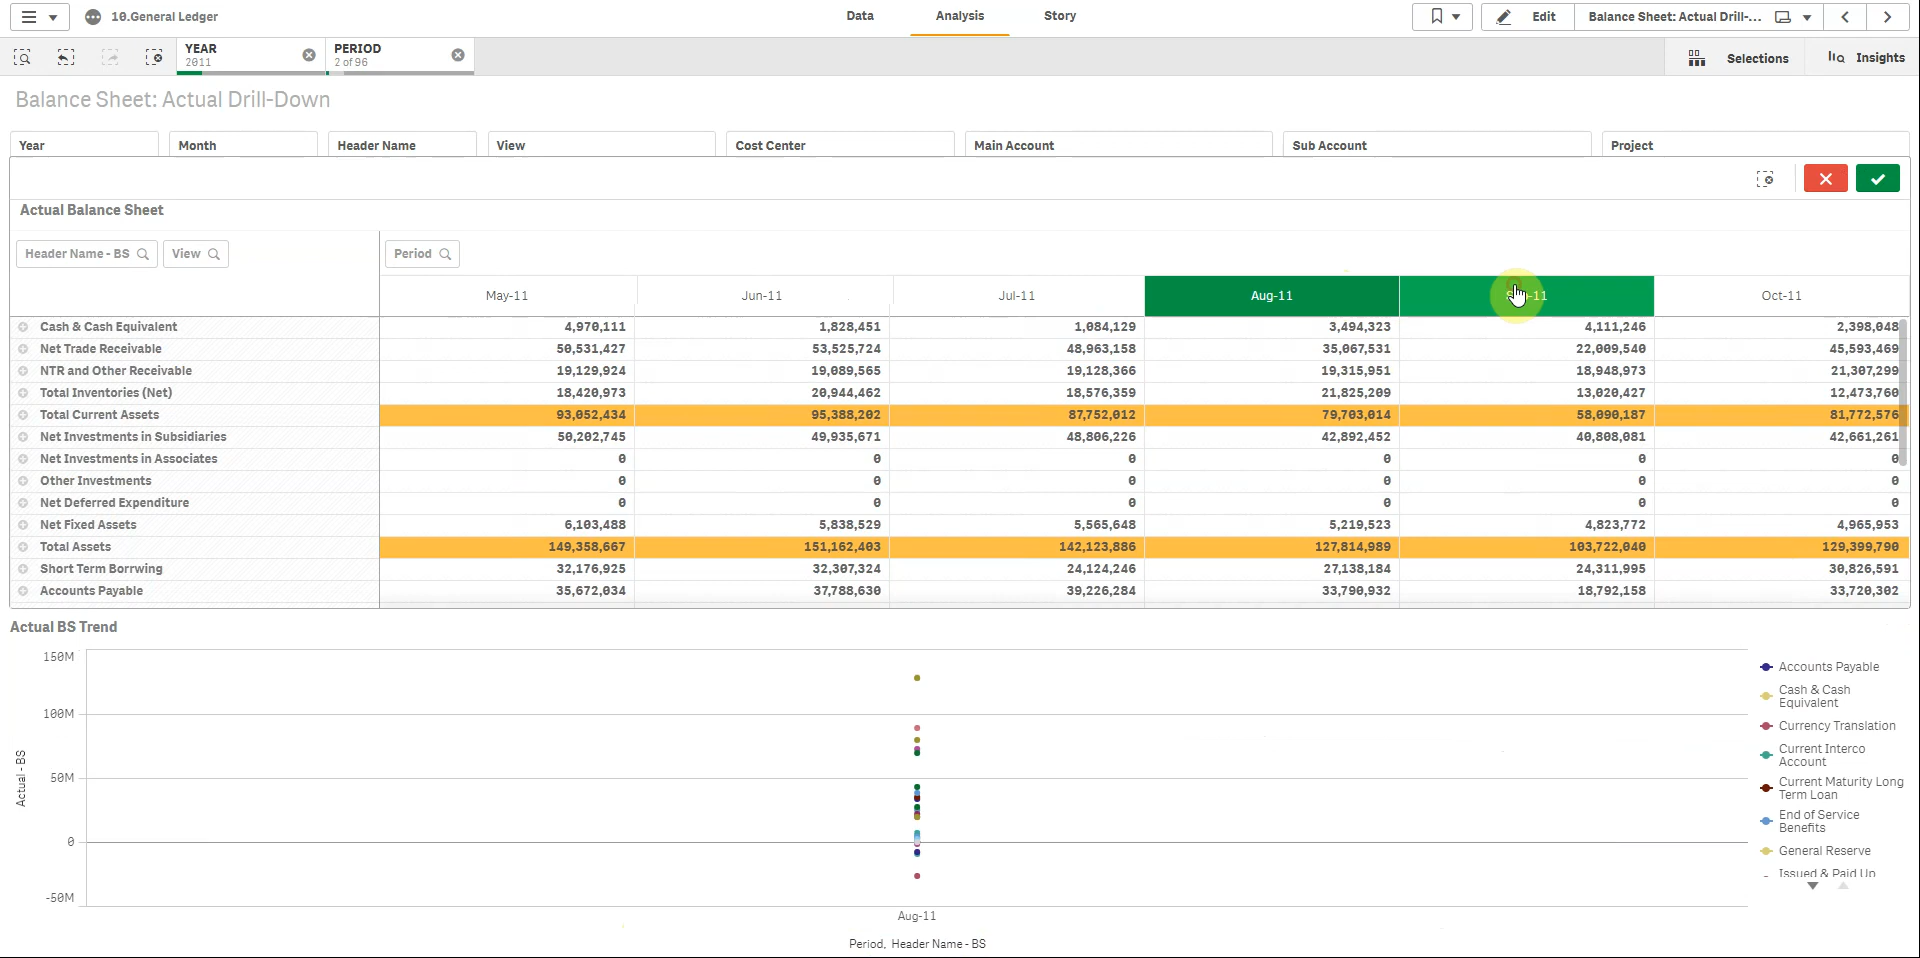 10.General Ledger
Data
Analysis
Story
Edit
Balance Sheet: Actual Drill-...
YEAR
2011
PERIOD
2 of 96
Selections
Insights
Balance Sheet: Actual Drill-Down
Year Month Header Name View Cost Center Main Account Sub Account Project
Actual Balance Sheet
Header Name - BS View Period
May-11 Jun-11 Jul-11 Aug-11 -11 Oct-11
Cash & Cash Equivalent 4,970,111 1,828,451 1,084,129 3,494,323 4,111,246 2,398,048
Net Trade Receivable 50,531,427 53,525,724 48,963,158 35,067,531 22,009,540 45,593,469
NTR and Other Receivable 19,129,924 19,089,565 19,128,366 19,315,951 18,948,973 21,307,299
Total Inventories (Net) 18,420,973 20,944,462 18,576,359 21,825,209 13,020,427 12,473,760
Total Current Assets 93,052,434 95,388,202 87,752,012 79,703,014 58,090,187 81,772,576
Net Investments in Subsidiaries 50,202,745 49,935,671 48,806,226 42,892,452 40,808,081 42,661,261
Net Investments in Associates 0 0 0 0 0 0
Other Investments 0 0 0 0 0 0
Net Deferred Expenditure 0 0 0 0 0 0
Net Fixed Assets 6,103,488 5,838,529 5,565,648 5,219,523 4,823,772 4,965,953
Total Assets 149,358,667 151,162,403 142,123,886 127,814,989 103,722,040 129,399,790
Short Term Borrwing 32,176,925 32,307,324 24,124,246 27,138,184 24,311,995 30,826,591
Accounts Payable 35,672,034 37,788,630 39,226,284 33,790,932 18,792,158 33,720,302
Actual BS Trend
150M
100M
50M
0
-50M
Actual - BS
Aug-11
Period, Header Name - BS
Accounts Payable
Cash & Cash
Equivalent
Currency Translation
Current Interco
Account
Current Maturity Long
Term Loan
End of Service
Benefits
General Reserve
Issued & Paid Up